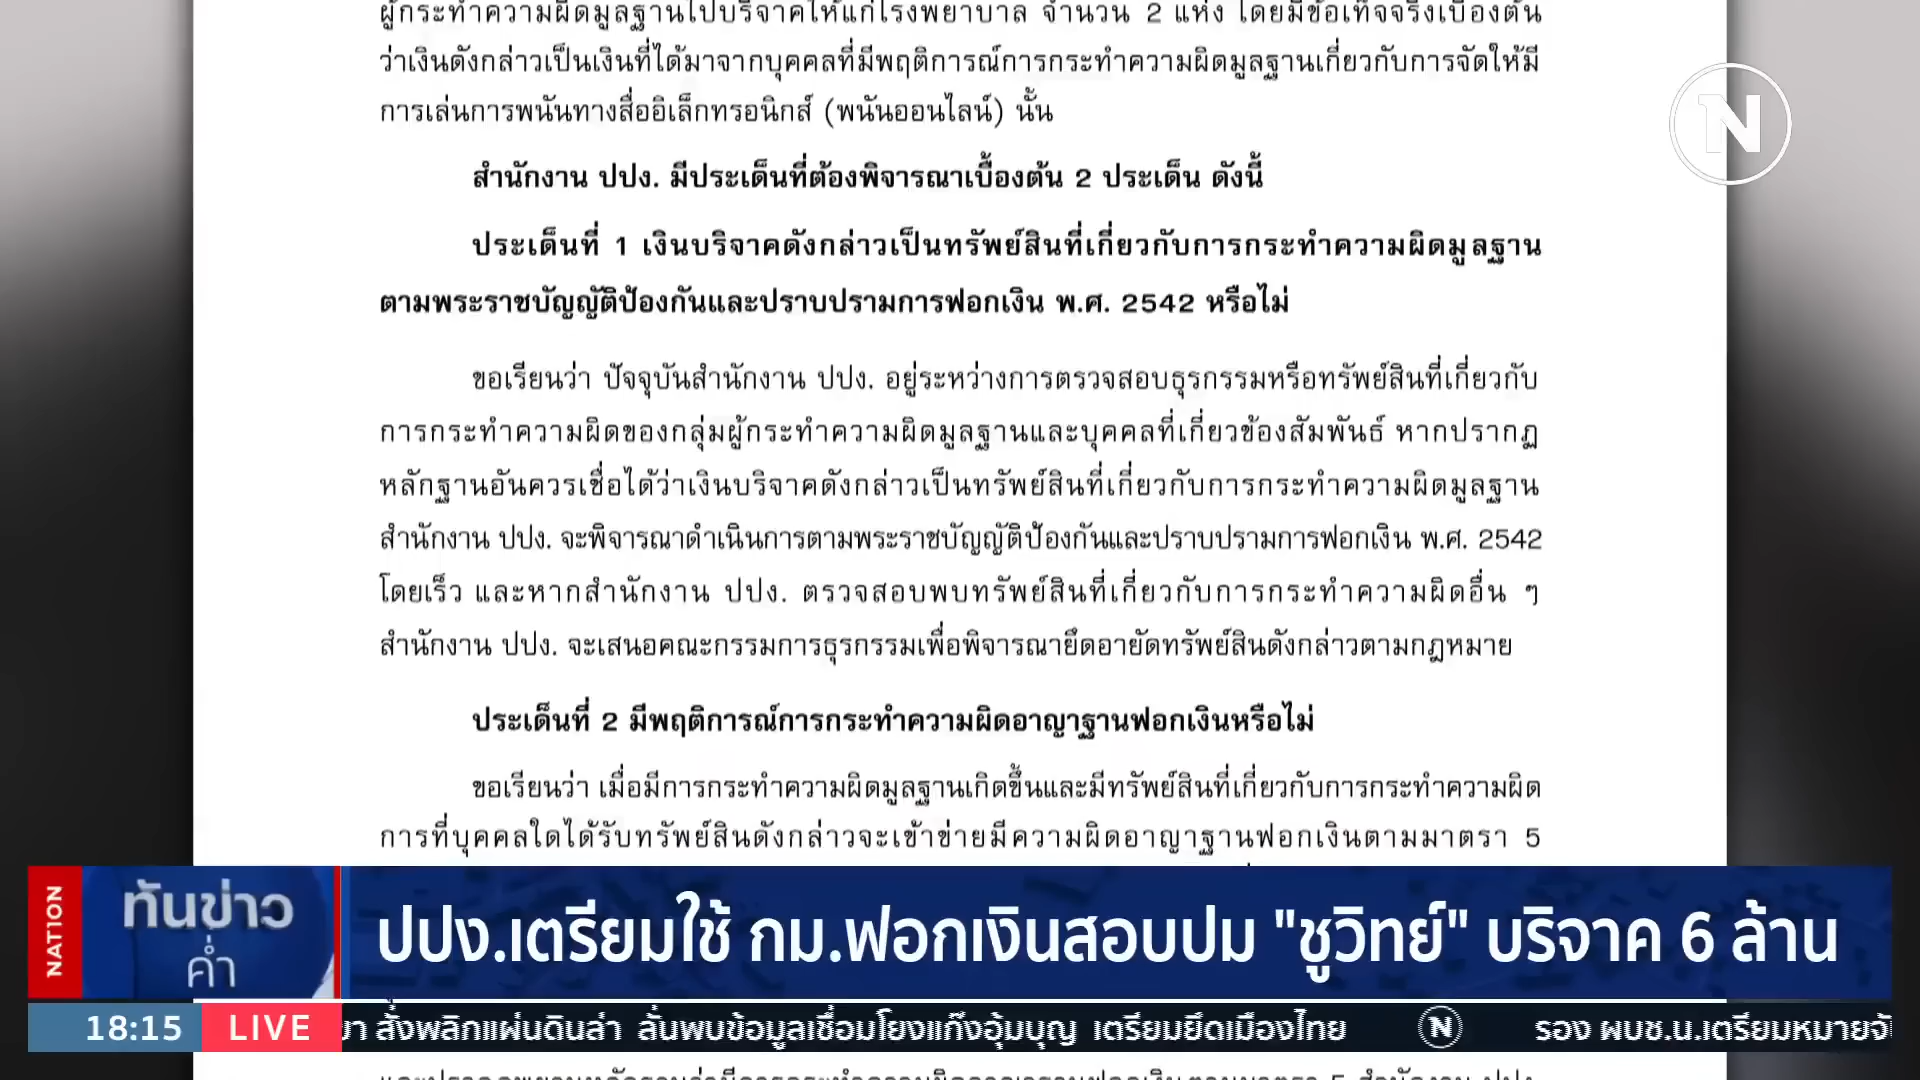 ผู้กระทำความผิดมูลฐานไปบริจาคให้แก่โรงพยาบาล จำนวน 2 แห่ง โดยมีข้อเท็จจริงเบื้องต้น
ว่าเงินดังกล่าวเป็นเงินที่ได้มาจากบุคคลที่มีพฤติการณ์การกระทำความผิดมูลฐานเกี่ยวกับการจัดให้มี
การเล่นการพนันทางสื่ออิเล็กทรอนิกส์ (พนันออนไลน์) นั้น
สำนักงาน ปปง. มีประเด็นที่ต้องพิจารณาเบื้องต้น 2 ประเด็น ดังนี้
ประเด็นที่ 1 เงินบริจาคดังกล่าวเป็นทรัพย์สินที่เกี่ยวกับการกระทำความผิดมูลฐาน
ตามพระราชบัญญัติป้องกันและปราบปรามการฟอกเงิน พ.ศ. 2542 หรือไม่
ขอเรียนว่า ปัจจุบันสำนักงาน ปปง. อยู่ระหว่างการตรวจสอบธุรกรรมหรือทรัพย์สินที่เกี่ยวกับ
การกระทำความผิดของกลุ่มผู้กระทำความผิดมูลฐานและบุคคลที่เกี่ยวข้องสัมพันธ์ หากปรากฏ
หลักฐานอันควรเชื่อได้ว่าเงินบริจาคดังกล่าวเป็นทรัพย์สินที่เกี่ยวกับการกระทำความผิดมูลฐาน
สำนักงาน ปปง. จะพิจารณาดำเนินการตามพระราชบัญญัติป้องกันและปราบปรามการฟอกเงิน พ.ศ. 2542
โดยเร็ว และหากสำนักงาน ปปง. ตรวจสอบพบทรัพย์สินที่เกี่ยวกับการกระทำความผิดอื่น ๆ
สำนักงาน ปปง. จะเสนอคณะกรรมการธุรกรรมเพื่อพิจารณายึดอายัดทรัพย์สินดังกล่าวตามกฎหมาย
ประเด็นที่ 2 มีพฤติการณ์การกระทำความผิดอาญาฐานฟอกเงินหรือไม่
ขอเรียนว่า เมื่อมีการกระทำความผิดมูลฐานเกิดขึ้นและมีทรัพย์สินที่เกี่ยวกับการกระทำความผิด
การที่บุคคลใดได้รับทรัพย์สินดังกล่าวจะเข้าข่ายมีความผิดอาญาฐานฟอกเงินตามมาตรา 5
NATION
ทันข่าว
ค่ำ
ปปง.เตรียมใช้ กม.ฟอกเงินสอบปม "ชูวิทย์" บริจาค 6 ล้าน
18:15 LIVE
สั่งพลิกแผ่นดินล่า ลั่นพบข้อมูลเชื่อมโยงแก๊งอุ้มบุญ เตรียมยึดเมืองไทย N รอง ผบช.น.เตรียมหมายจั
N